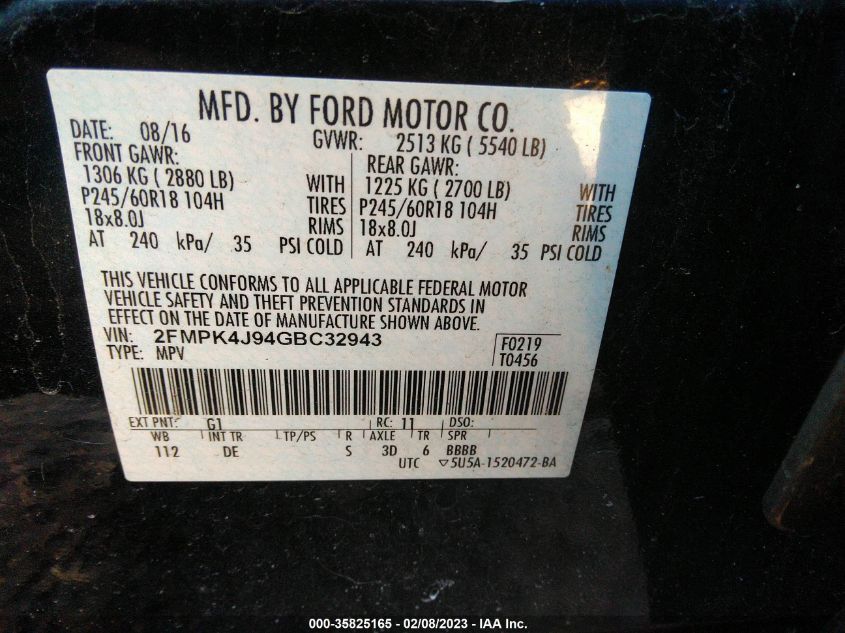 MFD. BY FORD MOTOR CO.
DATE: 08/16 GVWR: 2513 KG ( 5540 LB)
FRONT GAWR: REAR GAWR:
1306 KG ( 2880 LB) WITH 1225 KG ( 2700 LB) WITH
P245/60R18 104H TIRES P245/60R18 104H TIRES
18x8.0J RIMS 18x8.0J RIMS
AT 240 kPa/ 35 PSI COLD AT 240 kPa/ 35 PSI COLD
THIS VEHICLE CONFORMS TO ALL APPLICABLE FEDERAL MOTOR
VEHICLE SAFETY AND THEFT PREVENTION STANDARDS IN
EFFECT ON THE DATE OF MANUFACTURE SHOWN ABOVE.
VIN: 2FMPK4J94GBC32943 F0219
TYPE: MPV T0456
EXT PNT: G1 RC: 11 DSO:
WB INT TR TP/PS R AXLE TR SPR
112 DE S 3D 6 BBBB
UTC ▽5U5A-1520472-BA
000-35825165 - 02/08/2023 - IAA Inc.